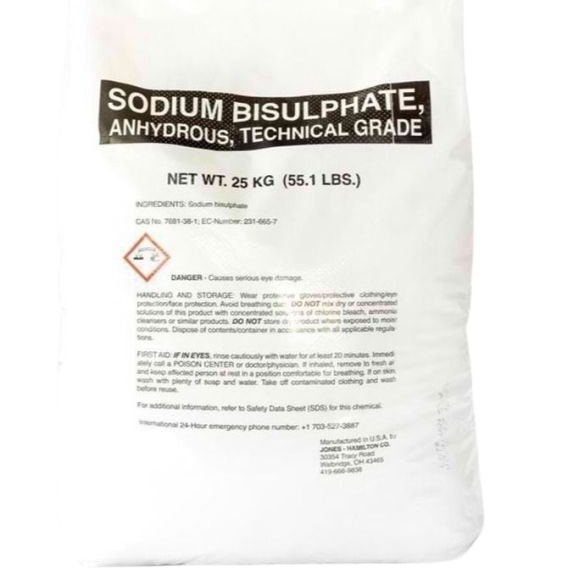 SODIUM BISULPHATE,
ANHYDROUS, TECHNICAL GRADE
NET WT. 25 KG (55.1 LBS.)
INGREDIENTS: Sodium bisulphate
CAS No. 7681-38-1; EC-Number: 231-665-7
DANGER - Causes serious eye damage.
HANDLING AND STORAGE: Wear protective gloves/protective clothing/eye
protection/face protection. Avoid breathing dust. DO NOT mix dry or concentrated
solutions of this product with concentrated solutions of chlorine bleach, ammonia
cleansers or similar products. DO NOT store dry product where exposed to moist
conditions. Dispose of contents/container in accordance with all applicable regula
tions.
FIRST AID: IF IN EYES, rinse cautiously with water for at least 20 minutes. Immedi
ately call a POISON CENTER or doctor/physician. If inhaled, remove to fresh ai
and keep affected person at rest in a position comfortable for breathing. If on skin,
wash with plenty of soap and water. Take off contaminated clothing and wash
before reuse.
For additional information, refer to Safety Data Sheet (SDS) for this chemical.
International 24-Hour emergency phone number: +1 703-527-3887
Manufactured in U.S.A. by
JONES - HAMILTON CO.
30354 Tracy Road
Walbridge, OH 43465
419-666-9838